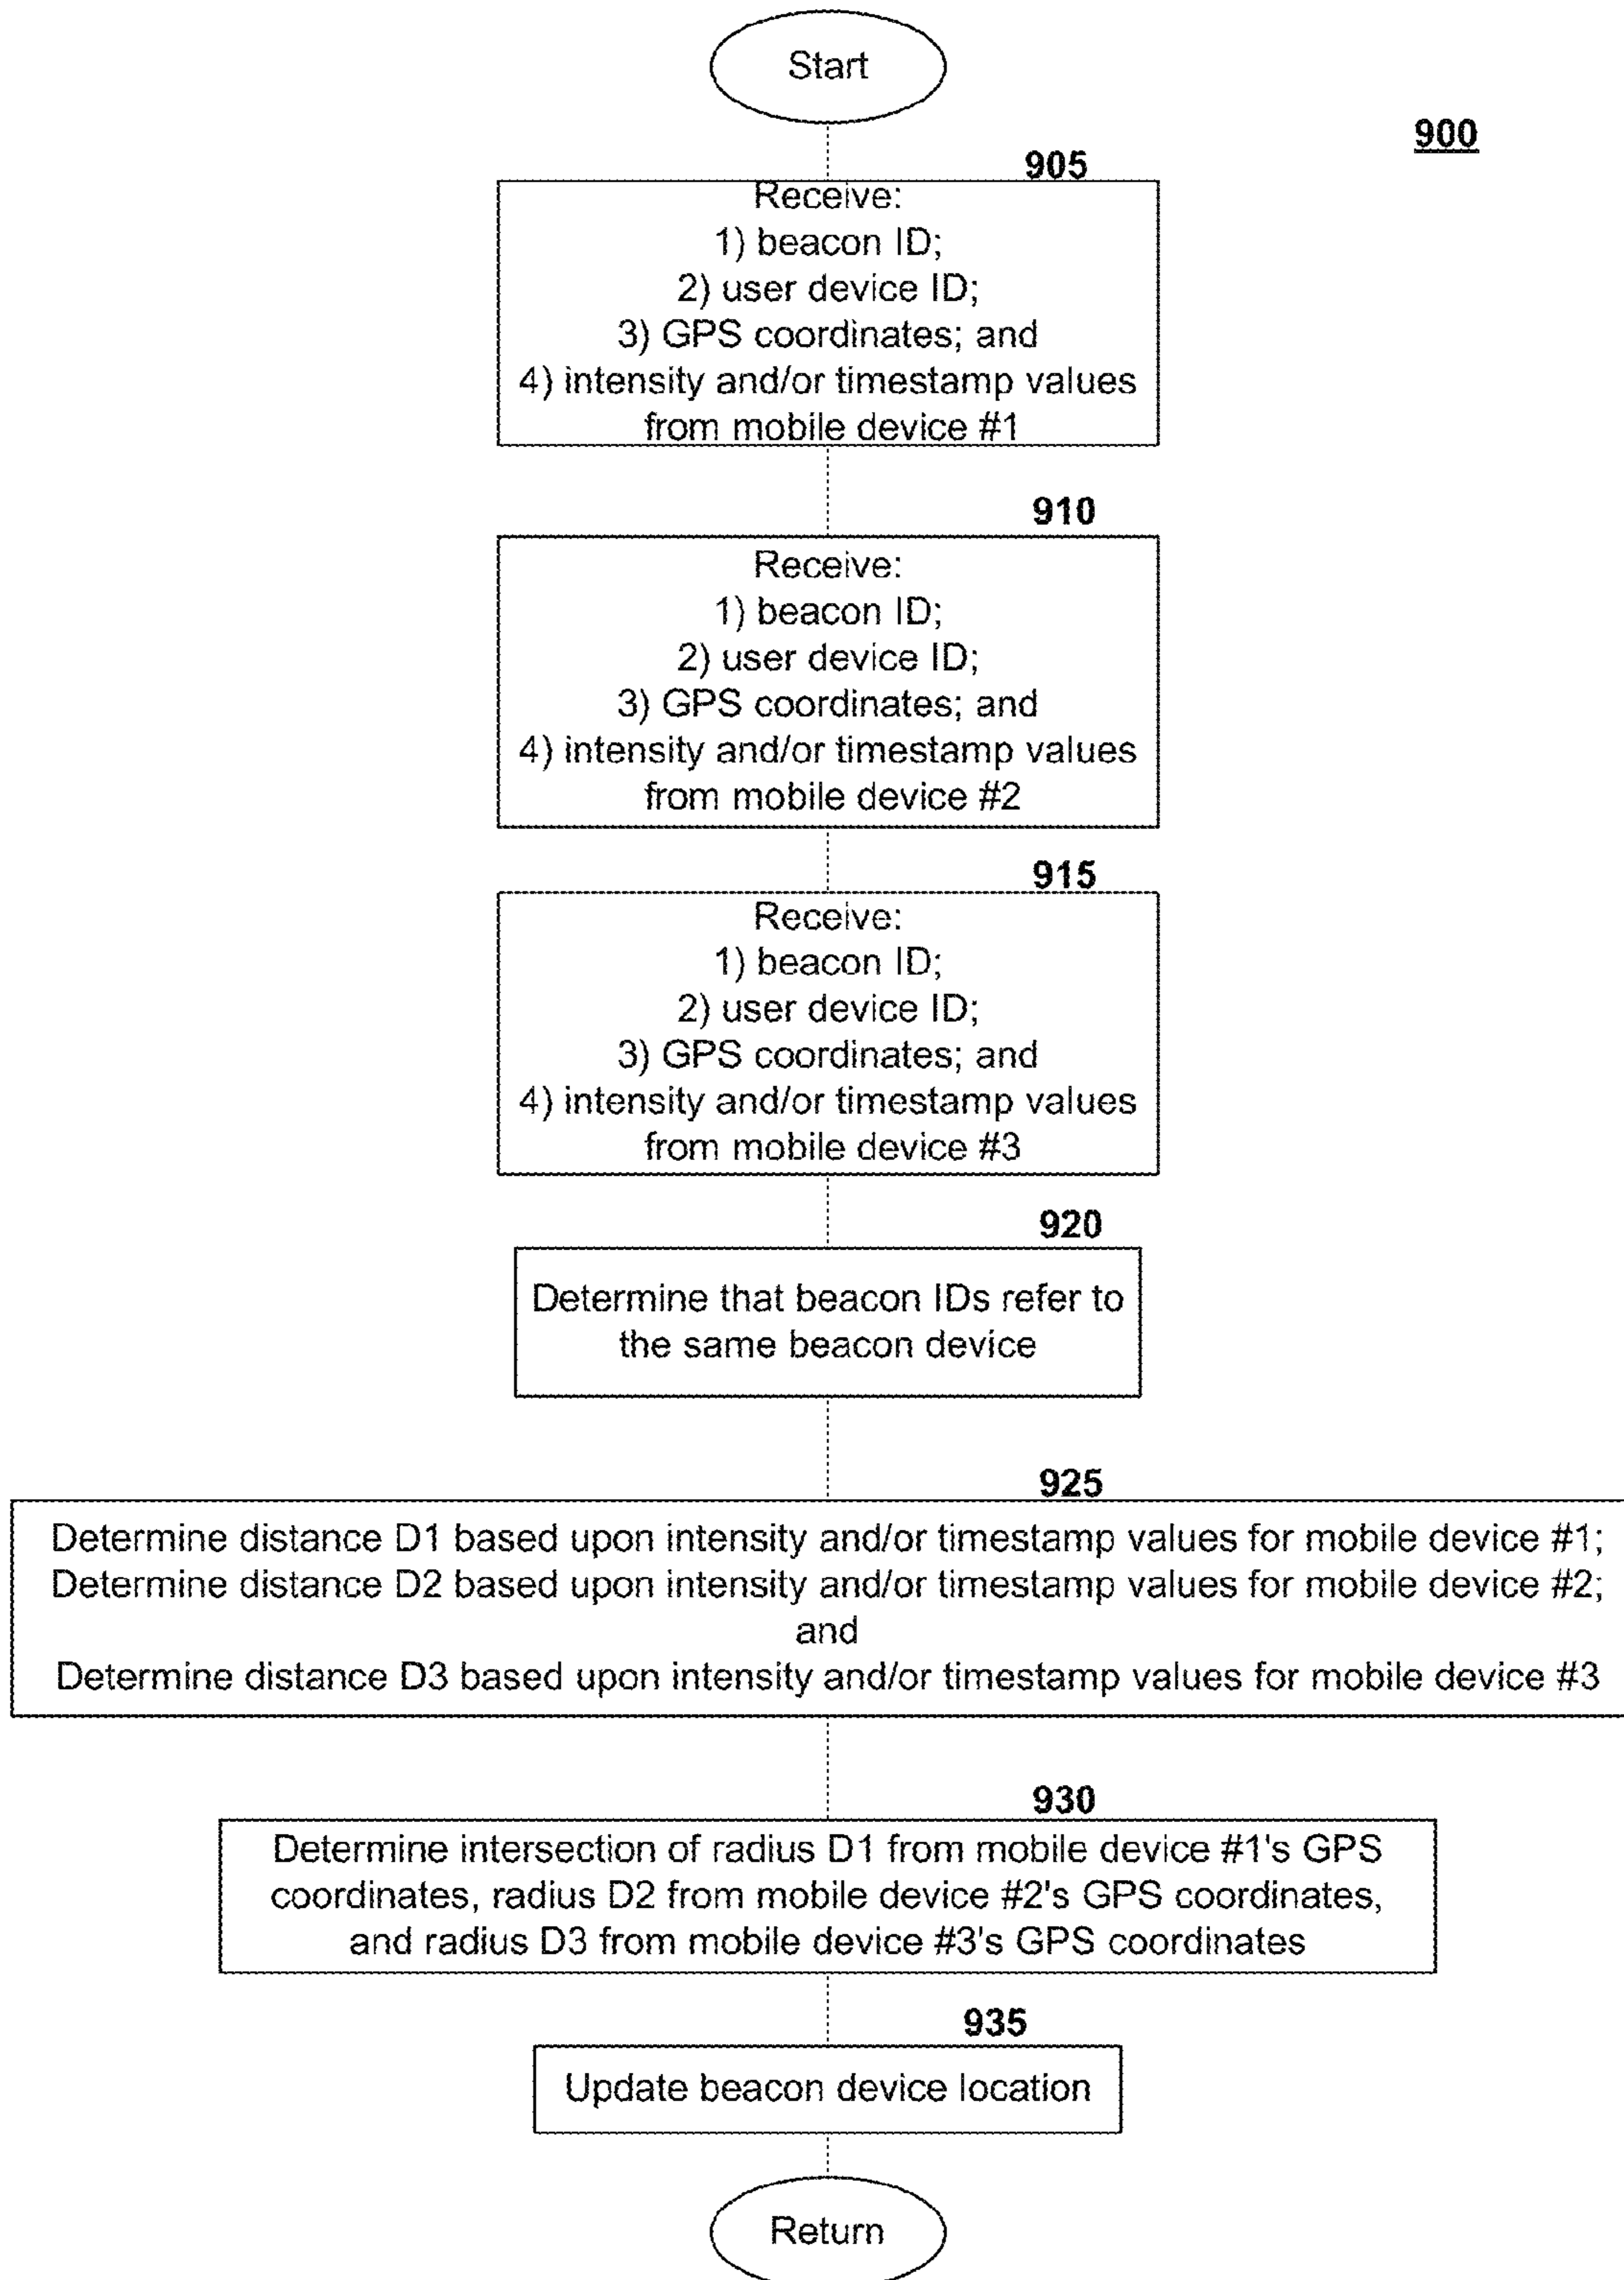 Start
900
905
Receive:
1) beacon ID;
2) user device ID;
3) GPS coordinates; and
4) intensity and/or timestamp values
from mobile device #1
910
Receive:
1) beacon ID;
2) user device ID;
3) GPS coordinates; and
4) intensity and/or timestamp values
from mobile device #2
915
Receive:
1) beacon ID;
2) user device ID;
3) GPS coordinates; and
4) intensity and/or timestamp values
from mobile device #3
920
Determine that beacon IDs refer to
the same beacon device
925
Determine distance D1 based upon intensity and/or timestamp values for mobile device #1;
Determine distance D2 based upon intensity and/or timestamp values for mobile device #2;
and
Determine distance D3 based upon intensity and/or timestamp values for mobile device #3
930
Determine intersection of radius D1 from mobile device #1's GPS
coordinates, radius D2 from mobile device #2's GPS coordinates,
and radius D3 from mobile device #3's GPS coordinates
935
Update beacon device location
Return